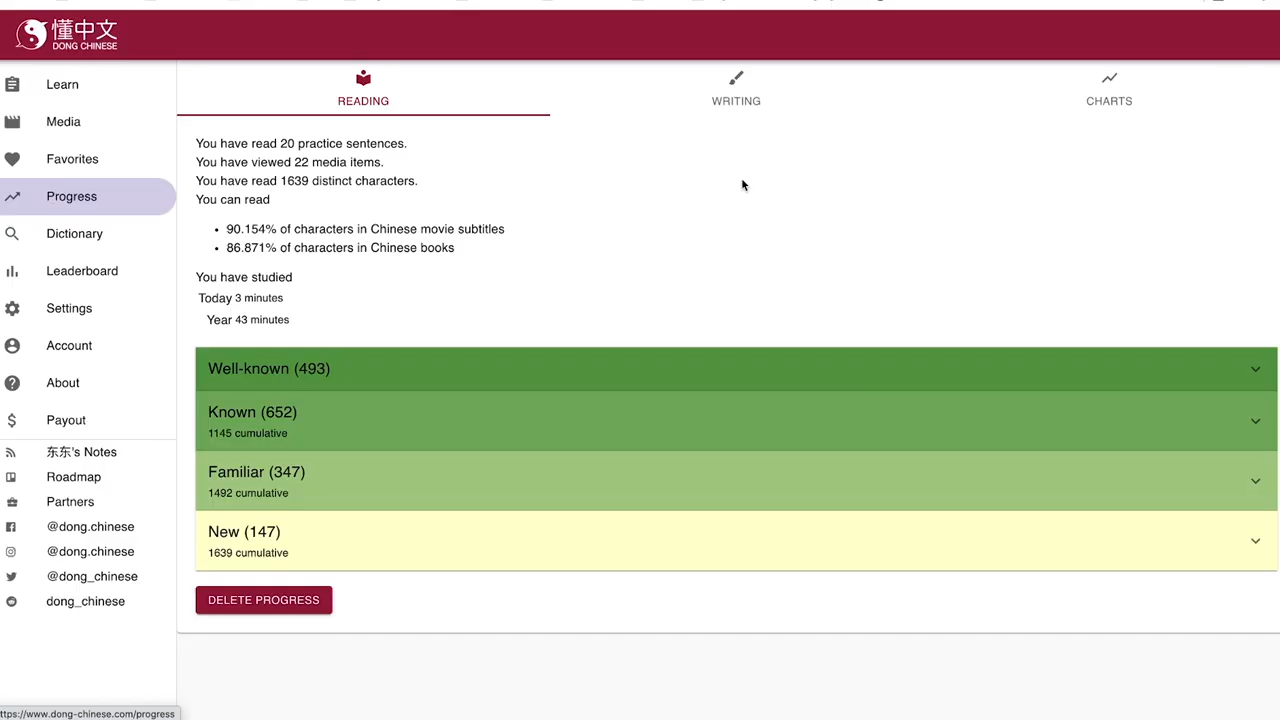 懂中文
DONG CHINESE
Learn
Media
Favorites
Progress
Dictionary
Leaderboard
Settings
Account
About
Payout
东东's Notes
Roadmap
Partners
@dong.chinese
@dong.chinese
@dong_chinese
dong_chinese
READING
WRITING
CHARTS
You have read 20 practice sentences.
You have viewed 22 media items.
You have read 1639 distinct characters.
You can read
• 90.154% of characters in Chinese movie subtitles
• 86.871% of characters in Chinese books
You have studied
Today 3 minutes
Year 43 minutes
Well-known (493)
Known (652)
1145 cumulative
Familiar (347)
1492 cumulative
New (147)
1639 cumulative
DELETE PROGRESS
ttps://www.dong-chinese.com/progress